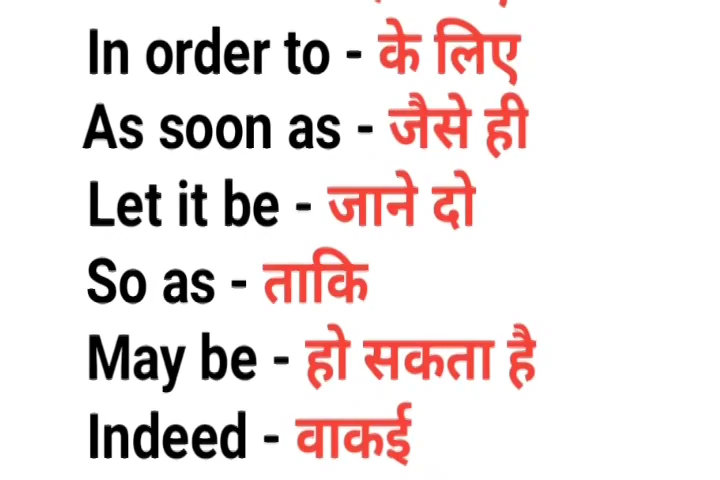 In order to - के लिए
As soon as - जैसे ही
Let it be - जाने दो
So as - ताकि
May be - हो सकता है
Indeed - वाकई